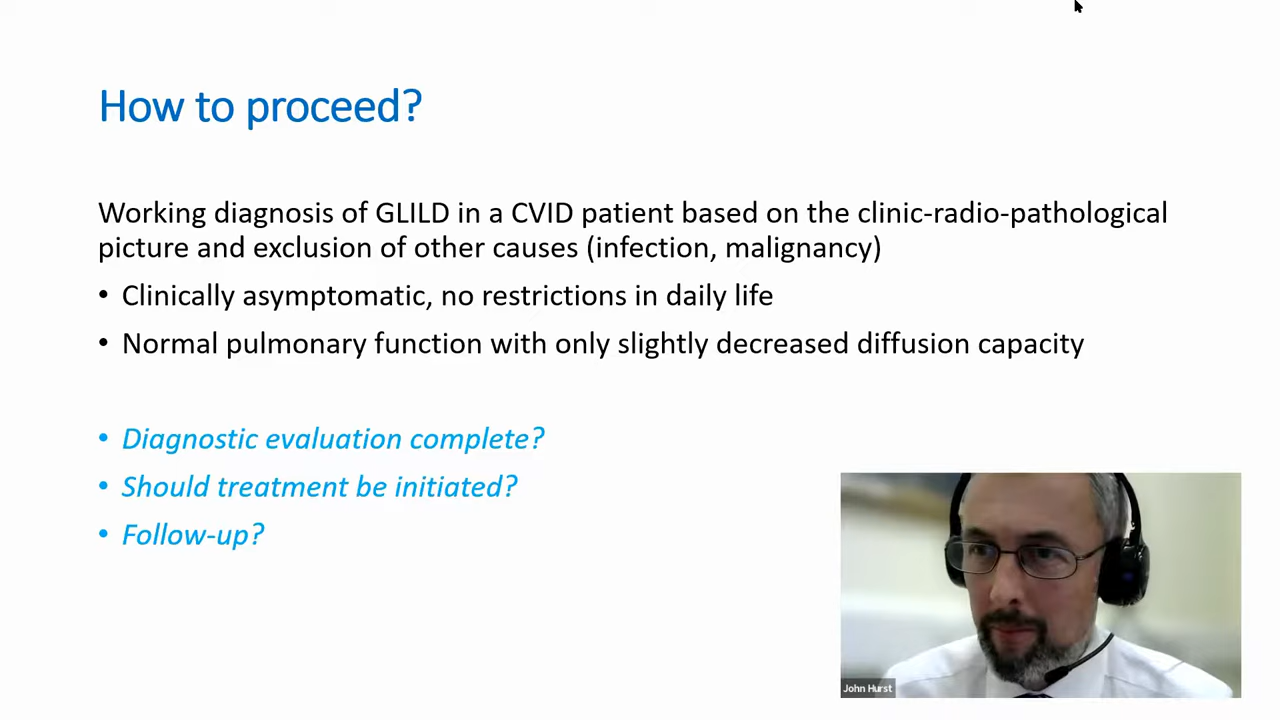 How to proceed?
Working diagnosis of GLILD in a CVID patient based on the clinic-radio-pathological
picture and exclusion of other causes (infection, malignancy)
• Clinically asymptomatic, no restrictions in daily life
• Normal pulmonary function with only slightly decreased diffusion capacity
• Diagnostic evaluation complete?
• Should treatment be initiated?
• Follow-up?
John Hurst